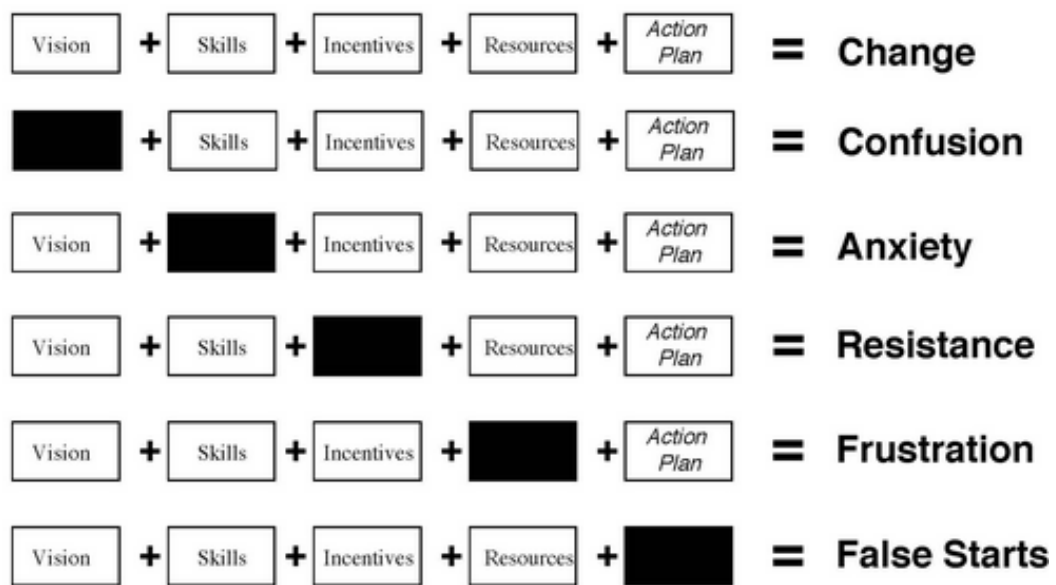 Vision + Skills + Incentives + Resources + Action Plan = Change
+ Skills + Incentives + Resources + Action Plan = Confusion
Vision + + Incentives + Resources + Action Plan = Anxiety
Vision + Skills + + Resources + Action Plan = Resistance
Vision + Skills + Incentives + + Action Plan = Frustration
Vision + Skills + Incentives + Resources + = False Starts